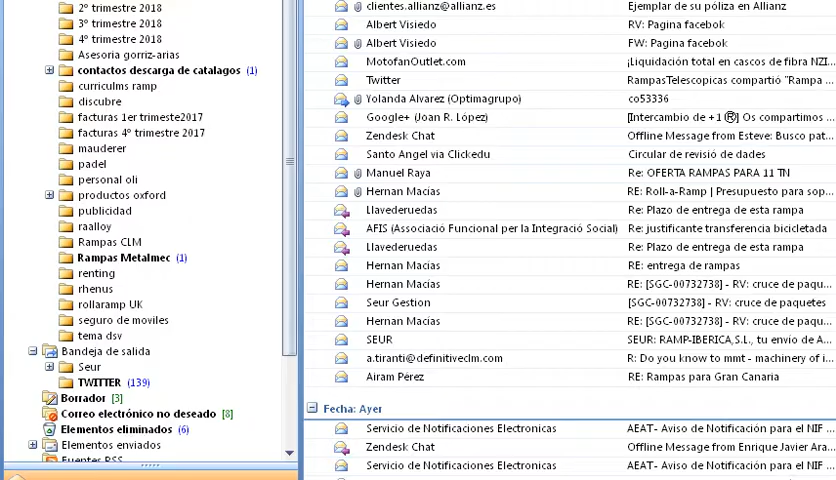 2º trimestre 2018
3º trimestre 2018
4º trimestre 2018
Asesoria gorriz-arias
contactos descarga de catalagos (1)
curriculms ramp
discubre
facturas 1er trimeste2017
facturas 4º trimestre 2017
mauderer
padel
personal oli
productos oxford
publicidad
raalloy
Rampas CLM
Rampas Metalmec (1)
renting
rhenus
rollaramp UK
seguro de moviles
tema dsv
Bandeja de salida
Seur
TWITTER (139)
Borrador [3]
Correo electrónico no deseado [8]
Elementos eliminados (6)
Elementos enviados
Fuentes RSS
clientes.allianz@allianz.es Ejemplar de su póliza en Allianz
Albert Visiedo RV: Pagina facebok
Albert Visiedo FW: Pagina facebok
MotofanOutlet.com ¡Liquidación total en cascos de fibra NZI...
Twitter RampasTelescopicas compartió “Rampa ...
Yolanda Alvarez (Optimagrupo) co53336
Google+ (Joan R. López) [Intercambio de +1®] Os compartimos ...
Zendesk Chat Offline Message from Esteve: Busco pat...
Santo Angel via Clickedu Circular de revisió de dades
Manuel Raya Re: OFERTA RAMPAS PARA 11 TN
Hernan Macías RE: Roll-a-Ramp | Presupuesto para sop...
Llavederuedas Re: Plazo de entrega de esta rampa
AFIS (Associació Funcional per la Integració Social) Re: justificante transferencia bicicletada
Llavederuedas Re: Plazo de entrega de esta rampa
Hernan Macías RE: entrega de rampas
Hernan Macías RE: [SGC-00732738] - RV: cruce de paqu...
Seur Gestion [SGC-00732738] - RV: cruce de paquetes
Hernan Macías RE: [SGC-00732738] - RV: cruce de paqu...
SEUR SEUR: RAMP-IBERICA,S.L., tu envío de A...
a.tiranti@definitiveclm.com R: Do you know to mmt - machinery of i...
Airam Pérez RE: Rampas para Gran Canaria
Fecha: Ayer
Servicio de Notificaciones Electronicas AEAT- Aviso de Notificación para el NIF ...
Zendesk Chat Offline Message from Enrique Javier Ara...
Servicio de Notificaciones Electronicas AEAT- Aviso de Notificación para el NIF ...